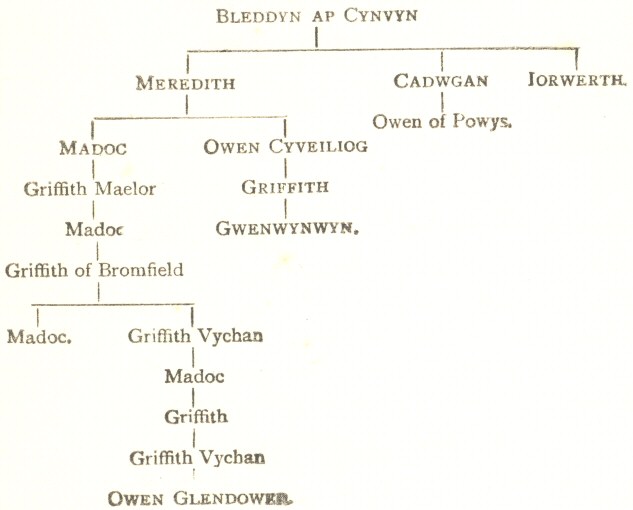 BLEDDYN AP CYNVYN
MEREDITH CADWGAN IORWERTH.
Owen of Powys.
MADOC OWEN CYVEILIOG
Griffith Maelor GRIFFITH
Madoc GWENWYNWYN.
Griffith of Bromfield
Madoc. Griffith Vychan
Madoc
Griffith
Griffith Vychan
OWEN GLENDOWER.